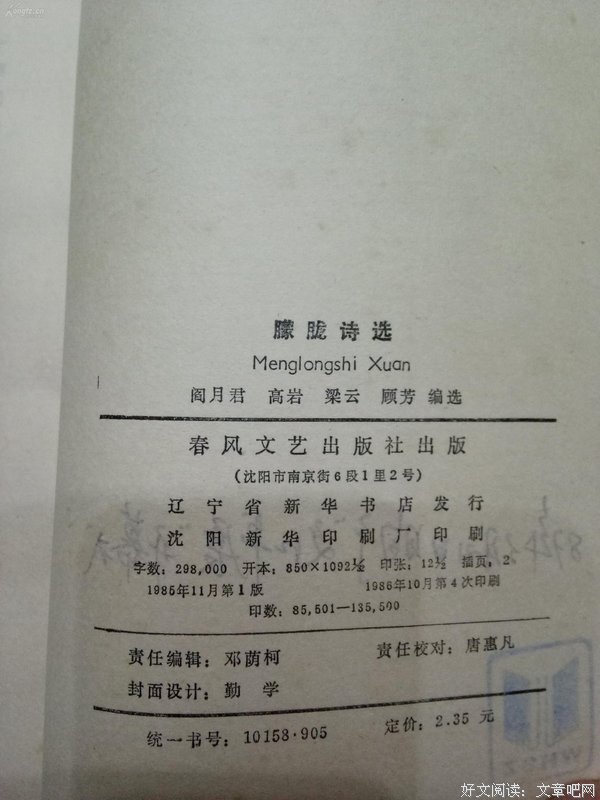 朦胧诗选
Menglongshi Xuan
阎月君 高岩 梁云 顾芳 编选
春风文艺出版社出版
(沈阳市南京街6段1里2号)
辽宁省新华书店发行
沈阳新华印刷厂印刷
字数：298,000 开本：850×1092 1/32 印张：12½ 插页：2
1985年11月第1版 1986年10月第4次印刷
印数：85,501—135,500
责任编辑：邓荫柯 责任校对：唐惠凡
封面设计：勤 学
统一书号：10158·905 定价：2.35 元
好文阅读：文章吧网